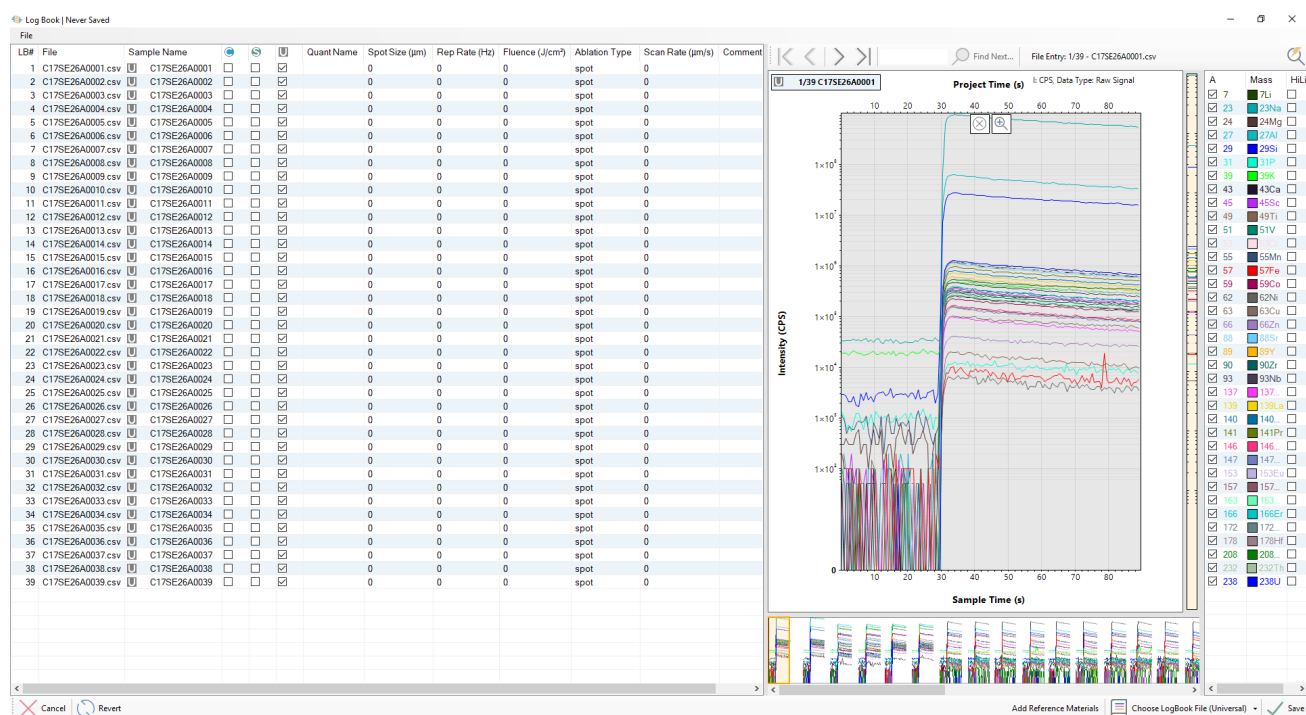 Log Book | Never Saved
File
LB# File Sample Name C S U Quant Name Spot Size (µm) Rep Rate (Hz) Fluence (J/cm²) Ablation Type Scan Rate (µm/s) Comment
1 C17SE26A0001.csv U C17SE26A0001 0 0 0 spot 0
2 C17SE26A0002.csv U C17SE26A0002 0 0 0 spot 0
3 C17SE26A0003.csv U C17SE26A0003 0 0 0 spot 0
4 C17SE26A0004.csv U C17SE26A0004 0 0 0 spot 0
5 C17SE26A0005.csv U C17SE26A0005 0 0 0 spot 0
6 C17SE26A0006.csv U C17SE26A0006 0 0 0 spot 0
7 C17SE26A0007.csv U C17SE26A0007 0 0 0 spot 0
8 C17SE26A0008.csv U C17SE26A0008 0 0 0 spot 0
9 C17SE26A0009.csv U C17SE26A0009 0 0 0 spot 0
10 C17SE26A0010.csv U C17SE26A0010 0 0 0 spot 0
11 C17SE26A0011.csv U C17SE26A0011 0 0 0 spot 0
12 C17SE26A0012.csv U C17SE26A0012 0 0 0 spot 0
13 C17SE26A0013.csv U C17SE26A0013 0 0 0 spot 0
14 C17SE26A0014.csv U C17SE26A0014 0 0 0 spot 0
15 C17SE26A0015.csv U C17SE26A0015 0 0 0 spot 0
16 C17SE26A0016.csv U C17SE26A0016 0 0 0 spot 0
17 C17SE26A0017.csv U C17SE26A0017 0 0 0 spot 0
18 C17SE26A0018.csv U C17SE26A0018 0 0 0 spot 0
19 C17SE26A0019.csv U C17SE26A0019 0 0 0 spot 0
20 C17SE26A0020.csv U C17SE26A0020 0 0 0 spot 0
21 C17SE26A0021.csv U C17SE26A0021 0 0 0 spot 0
22 C17SE26A0022.csv U C17SE26A0022 0 0 0 spot 0
23 C17SE26A0023.csv U C17SE26A0023 0 0 0 spot 0
24 C17SE26A0024.csv U C17SE26A0024 0 0 0 spot 0
25 C17SE26A0025.csv U C17SE26A0025 0 0 0 spot 0
26 C17SE26A0026.csv U C17SE26A0026 0 0 0 spot 0
27 C17SE26A0027.csv U C17SE26A0027 0 0 0 spot 0
28 C17SE26A0028.csv U C17SE26A0028 0 0 0 spot 0
29 C17SE26A0029.csv U C17SE26A0029 0 0 0 spot 0
30 C17SE26A0030.csv U C17SE26A0030 0 0 0 spot 0
31 C17SE26A0031.csv U C17SE26A0031 0 0 0 spot 0
32 C17SE26A0032.csv U C17SE26A0032 0 0 0 spot 0
33 C17SE26A0033.csv U C17SE26A0033 0 0 0 spot 0
34 C17SE26A0034.csv U C17SE26A0034 0 0 0 spot 0
35 C17SE26A0035.csv U C17SE26A0035 0 0 0 spot 0
36 C17SE26A0036.csv U C17SE26A0036 0 0 0 spot 0
37 C17SE26A0037.csv U C17SE26A0037 0 0 0 spot 0
38 C17SE26A0038.csv U C17SE26A0038 0 0 0 spot 0
39 C17SE26A0039.csv U C17SE26A0039 0 0 0 spot 0
Find Next... File Entry: 1/39 - C17SE26A0001.csv
U 1/39 C17SE26A0001
Project Time (s) I: CPS, Data Type: Raw Signal
10 20 30 40 50 60 70 80
Intensity (CPS)
0
10 20 30 40 50 60 70 80
Sample Time (s)
A Mass HiLi
7 7Li
23 23Na
24 24Mg
27 27Al
29 29Si
31 31P
39 39K
43 43Ca
45 45Sc
49 49Ti
51 51V
55 55Mn
57 57Fe
59 59Co
62 62Ni
63 63Cu
66 66Zn
88 88Sr
89 89Y
90 90Zr
93 93Nb
137 137...
139 139La
140 140...
141 141Pr
146 146...
147 147...
153 153Eu
157 157...
163 163...
166 166Er
172 172...
178 178Hf
208 208...
232 232Th
238 238U
Cancel Revert
Add Reference Materials Choose LogBook File (Universal) Save